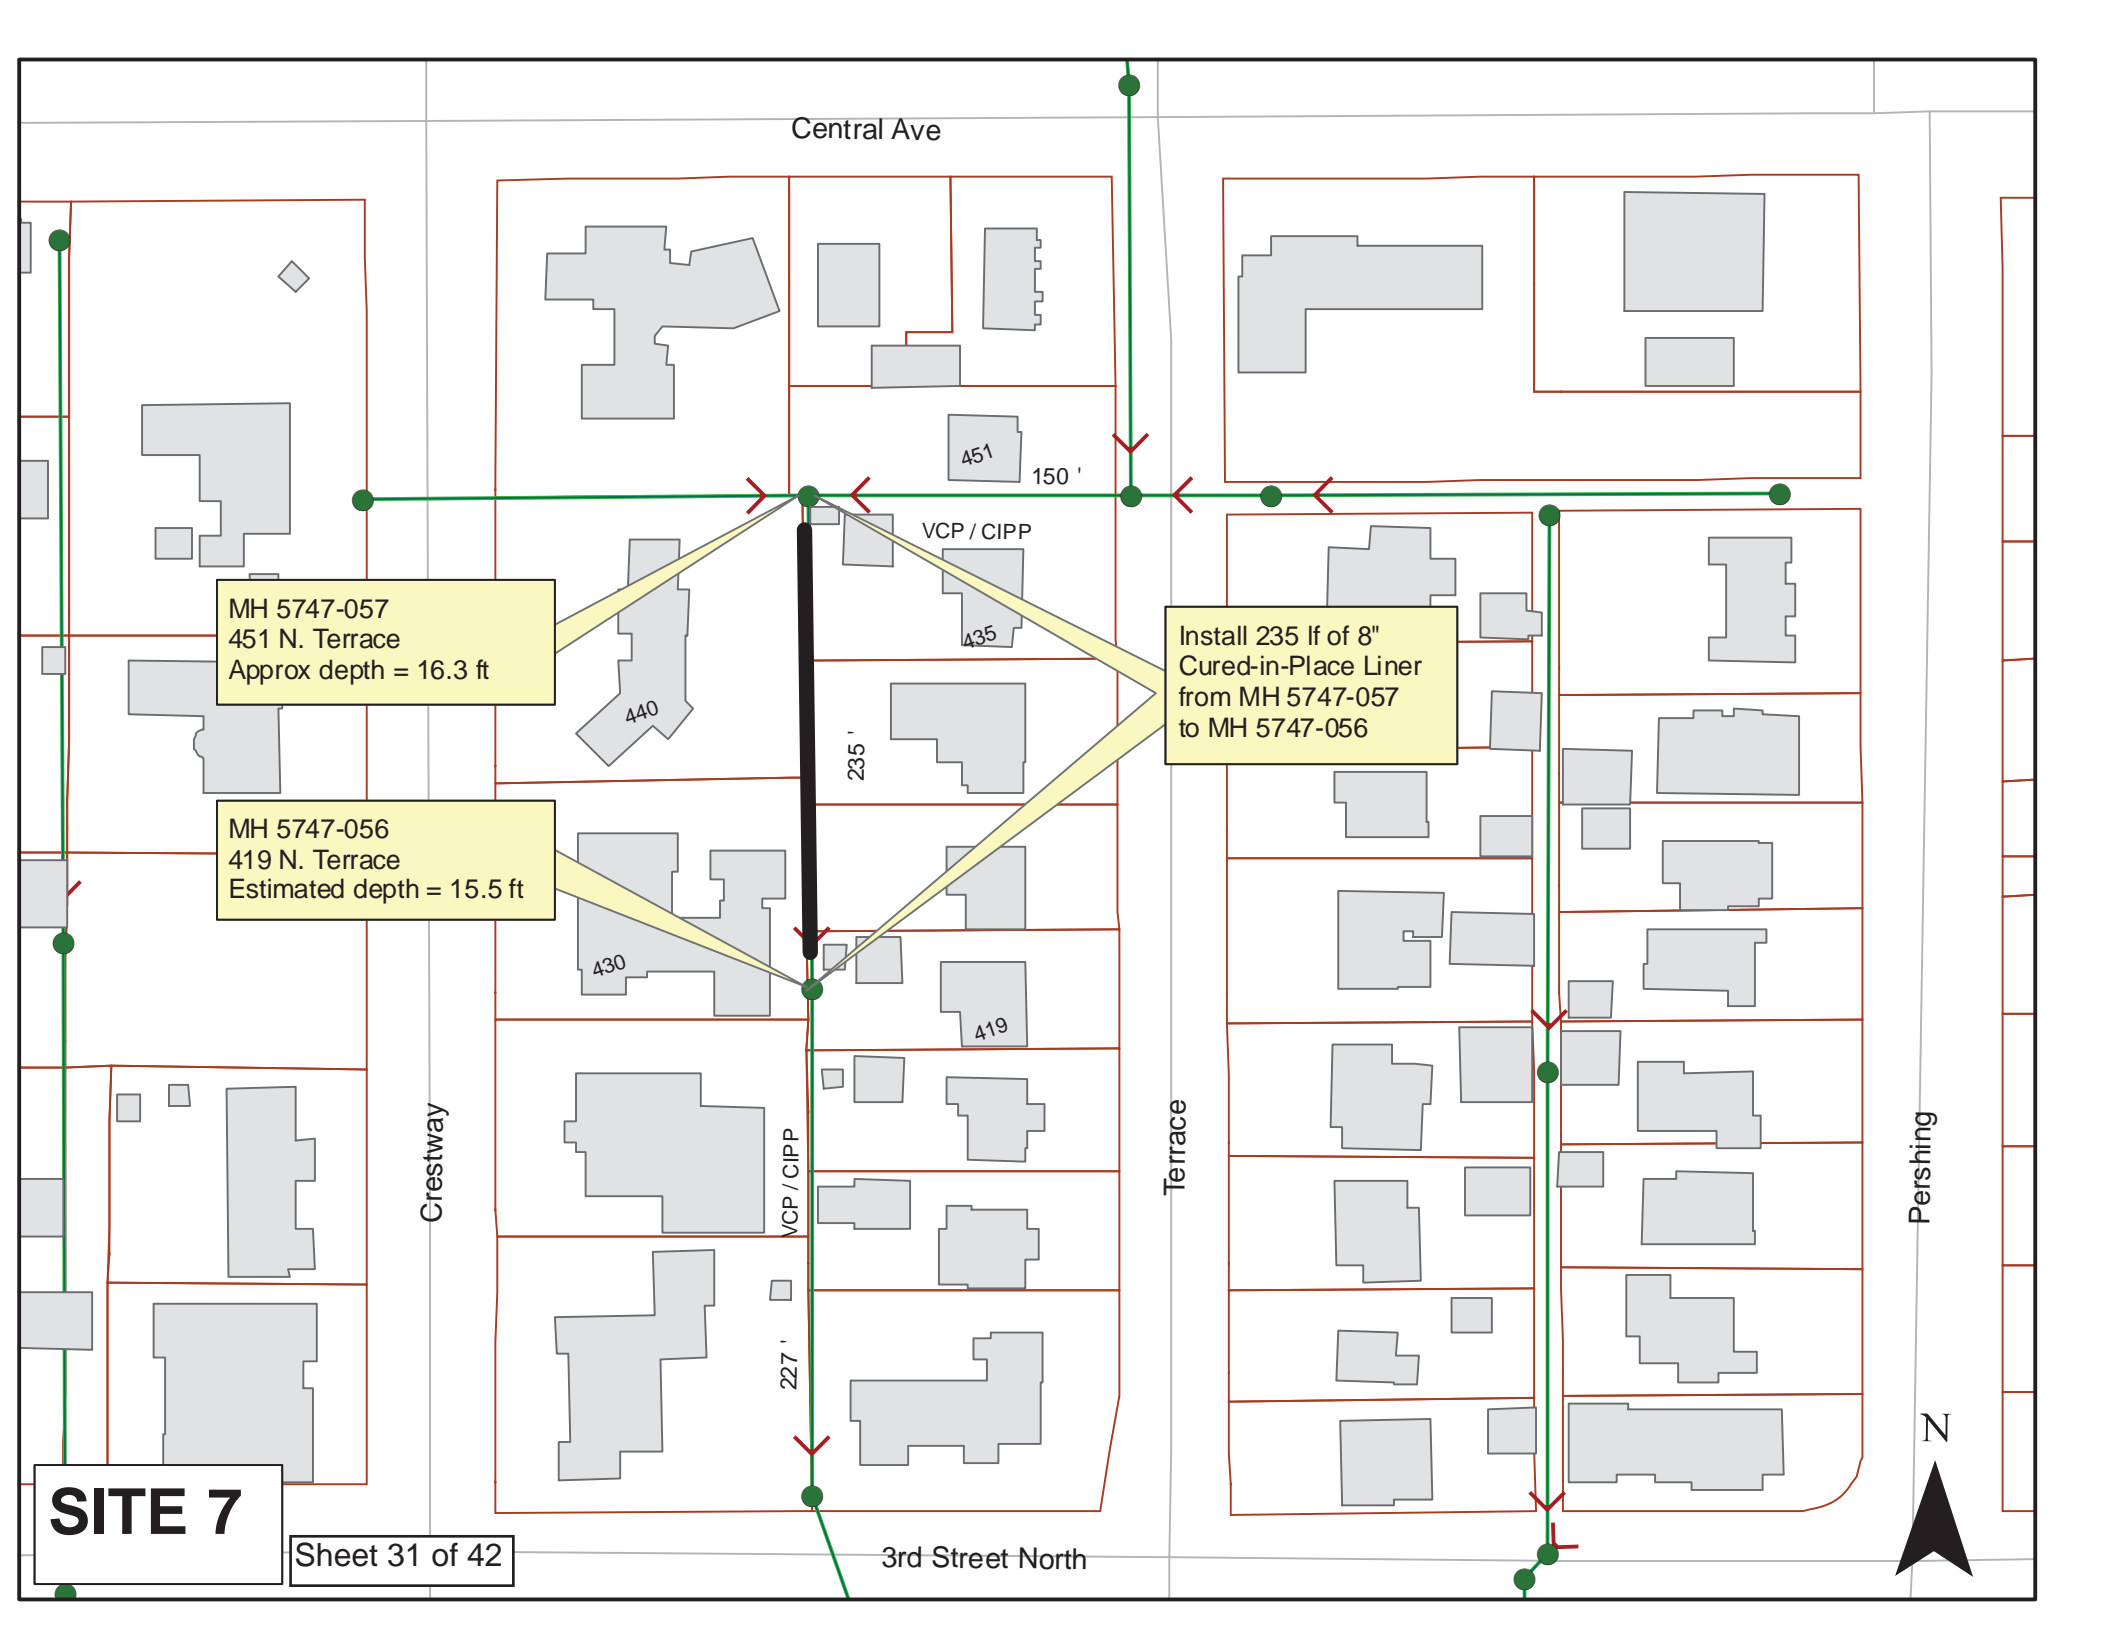 Central Ave
451
150 '
VCP / CIPP
MH 5747-057
451 N. Terrace
Approx depth = 16.3 ft
435
Install 235 lf of 8"
Cured-in-Place Liner
from MH 5747-057
to MH 5747-056
440
235 '
MH 5747-056
419 N. Terrace
Estimated depth = 15.5 ft
430
419
Crestway
VCP / CIPP
Terrace
Pershing
227 '
N
SITE 7
Sheet 31 of 42
3rd Street North